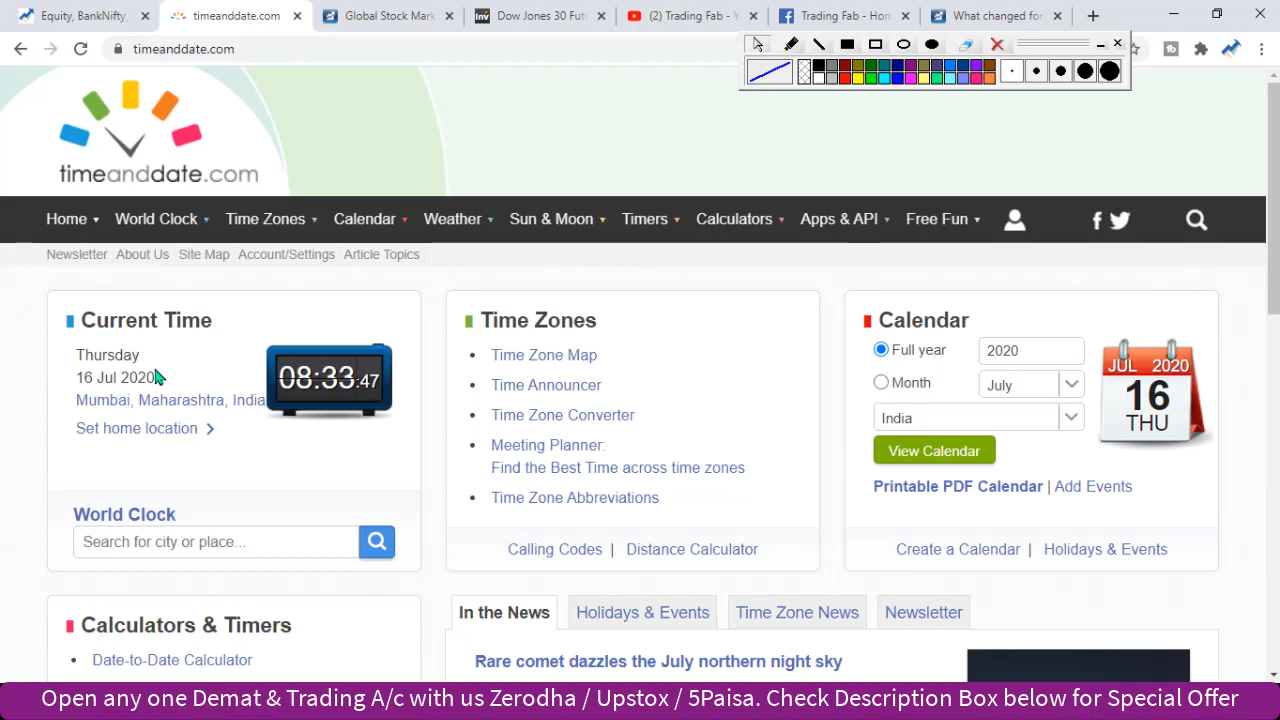 Equity, BankNifty,
timeanddate.com
Global Stock Mark
Dow Jones 30 Fut
(2) Trading Fab - Y
Trading Fab - Hom
What changed for
timeanddate.com
timeanddate.com
Home
World Clock
Time Zones
Calendar
Weather
Sun & Moon
Timers
Calculators
Apps & API
Free Fun
Newsletter
About Us
Site Map
Account/Settings
Article Topics
Current Time
Thursday
16 Jul 2020
Mumbai, Maharashtra, India
Set home location
08:33:47
World Clock
Search for city or place...
Time Zones
Time Zone Map
Time Announcer
Time Zone Converter
Meeting Planner:
Find the Best Time across time zones
Time Zone Abbreviations
Calling Codes | Distance Calculator
Calendar
Full year
2020
Month
July
India
View Calendar
JUL 2020
16
THU
Printable PDF Calendar | Add Events
Create a Calendar | Holidays & Events
Calculators & Timers
Date-to-Date Calculator
In the News
Holidays & Events
Time Zone News
Newsletter
Rare comet dazzles the July northern night sky
Open any one Demat & Trading A/c with us Zerodha / Upstox / 5Paisa. Check Description Box below for Special Offer